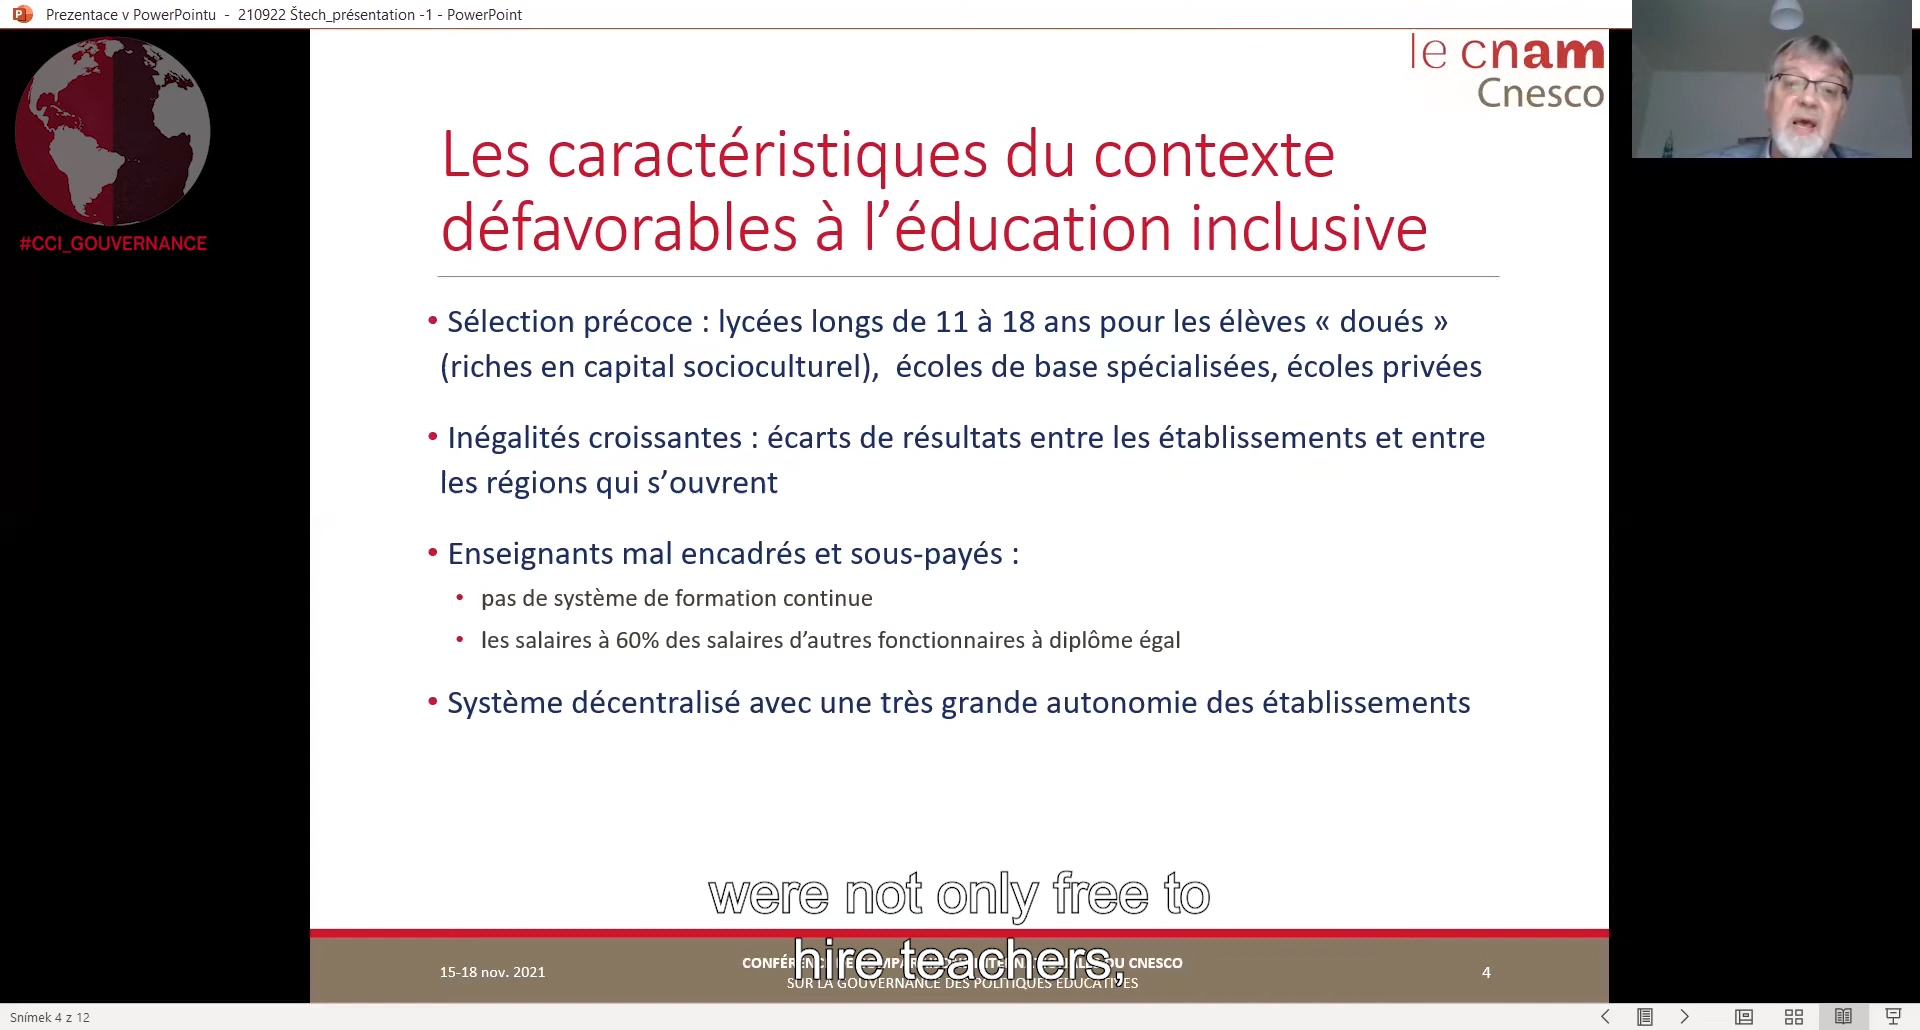 Prezentace v PowerPointu - 210922 Štech_présentation -1 - PowerPoint
le cnam
Cnesco
#CCI_GOUVERNANCE
Les caractéristiques du contexte
défavorables à l’éducation inclusive
• Sélection précoce : lycées longs de 11 à 18 ans pour les élèves « doués »
(riches en capital socioculturel), écoles de base spécialisées, écoles privées
• Inégalités croissantes : écarts de résultats entre les établissements et entre
les régions qui s’ouvrent
• Enseignants mal encadrés et sous-payés :
• pas de système de formation continue
• les salaires à 60% des salaires d’autres fonctionnaires à diplôme égal
• Système décentralisé avec une très grande autonomie des établissements
were not only free to
hire teachers,
15-18 nov. 2021
DU CNESCO
SUR LA GOUVERNANCE DES POLITIQUES ÉDUCATIVES
4
Snímek 4 z 12